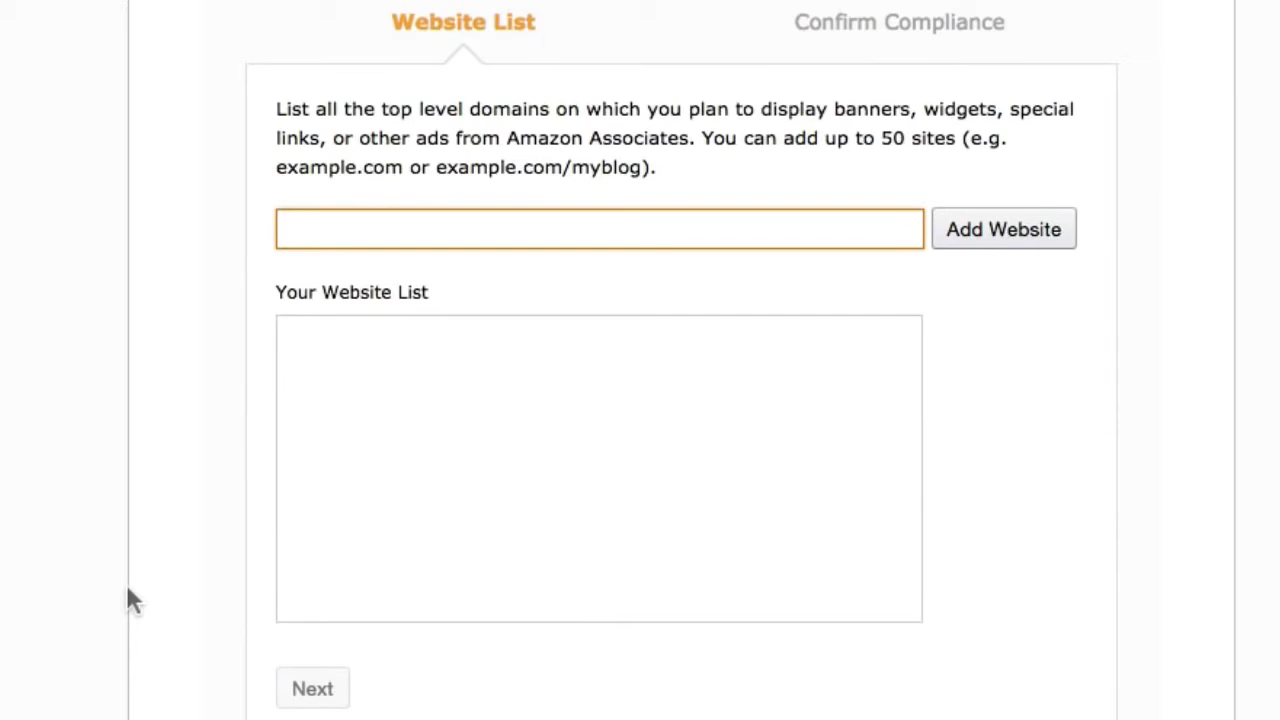 Website List
Confirm Compliance
List all the top level domains on which you plan to display banners, widgets, special
links, or other ads from Amazon Associates. You can add up to 50 sites (e.g.
example.com or example.com/myblog).
Add Website
Your Website List
Next